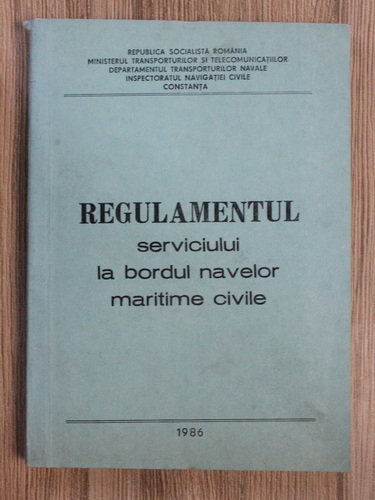 REPUBLICA SOCIALISTĂ ROMÂNIA
MINISTERUL TRANSPORTURILOR ȘI TELECOMUNICAȚIILOR
DEPARTAMENTUL TRANSPORTURILOR NAVALE
INSPECTORATUL NAVIGAȚIEI CIVILE
CONSTANȚA
REGULAMENTUL
serviciului
la bordul navelor
maritime civile
1986